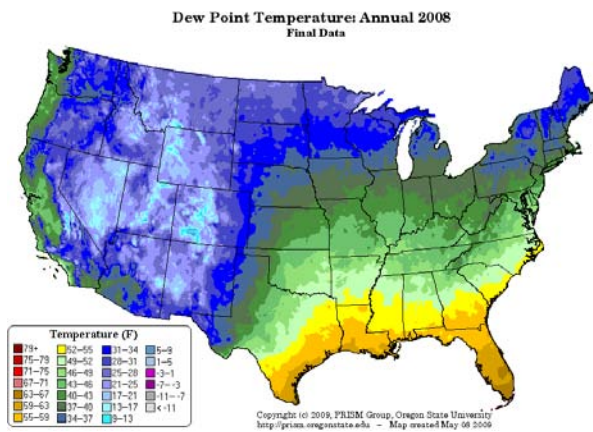 Dew Point Temperature: Annual 2008
Final Data
Temperature (F)
79+ 52-55 31-34 5-9
75-79 49-52 28-31 1-5
71-75 46-49 25-28 -3-1
67-71 43-46 21-25 -7--3
63-67 40-43 17-21 -11--7
59-63 37-40 13-17 <-11
55-59 34-37 9-13
Copyright (c) 2009, PRISM Group, Oregon State University
http://prism.oregonstate.edu - Map created May 08 2009